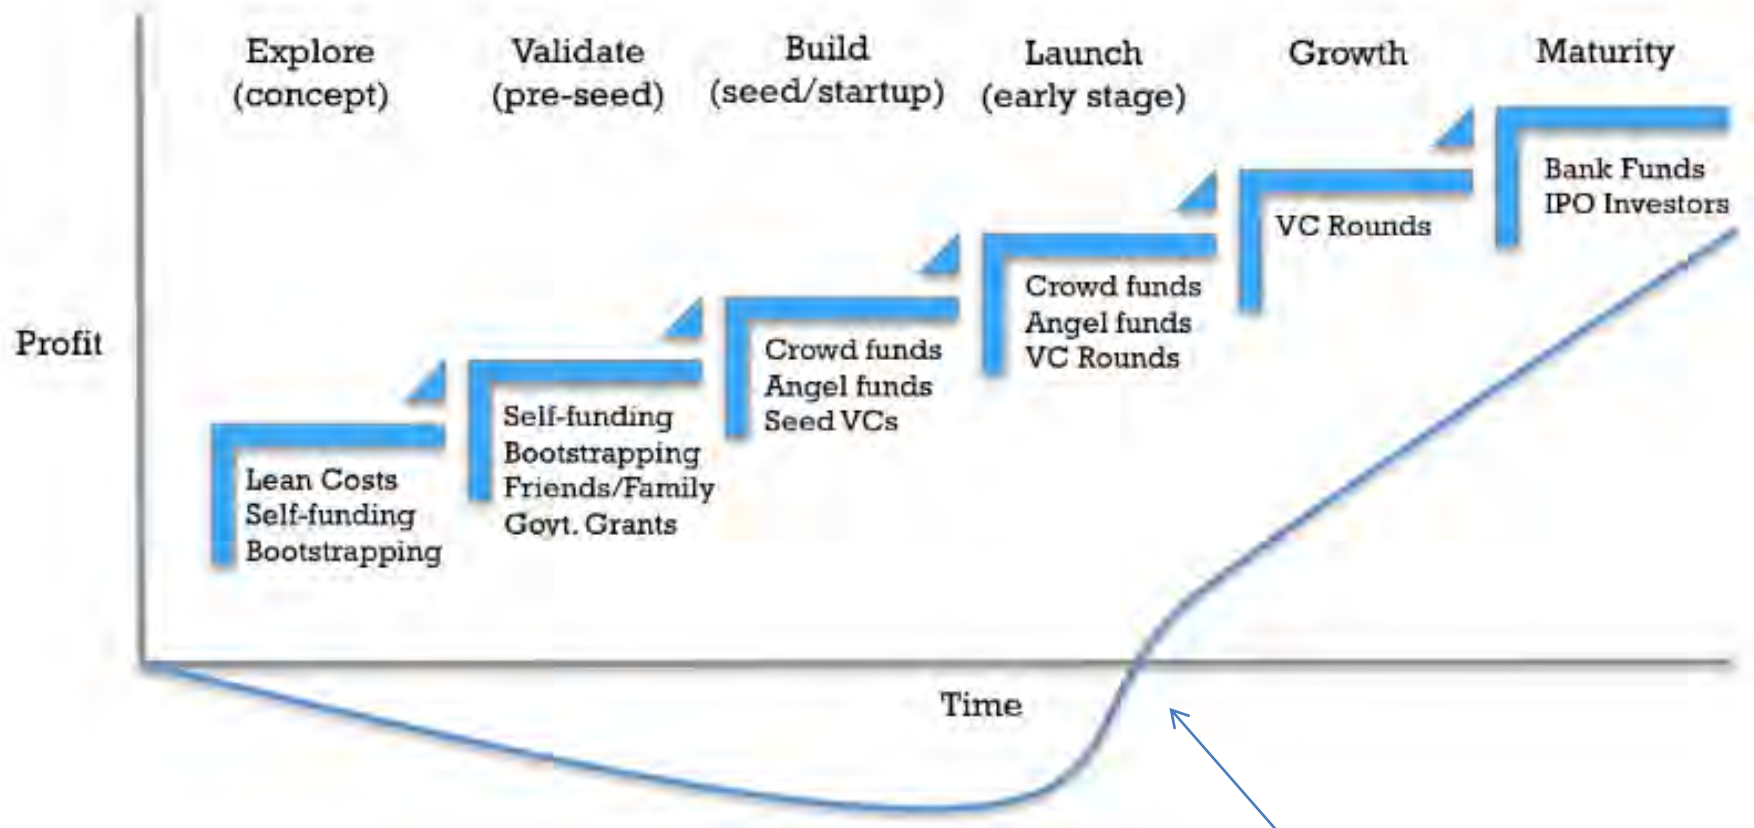 Explore
(concept)
Validate
(pre-seed)
Build
(seed/startup)
Launch
(early stage)
Growth
Maturity
Lean Costs
Self-funding
Bootstrapping
Self-funding
Bootstrapping
Friends/Family
Govt. Grants
Crowd funds
Angel funds
Seed VCs
Crowd funds
Angel funds
VC Rounds
VC Rounds
Bank Funds
IPO Investors
Profit
Time